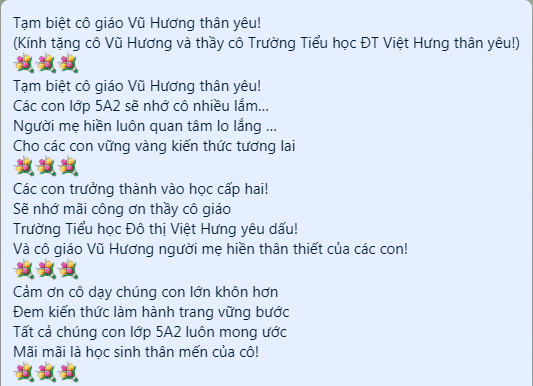 Tạm biệt cô giáo Vũ Hương thân yêu!
(Kính tặng cô Vũ Hương và thầy cô Trường Tiểu học ĐT Việt Hưng thân yêu!)
💐💐💐
Tạm biệt cô giáo Vũ Hương thân yêu!
Các con lớp 5A2 sẽ nhớ cô nhiều lắm...
Người mẹ hiền luôn quan tâm lo lắng ...
Cho các con vững vàng kiến thức tương lai
💐💐💐
Các con trưởng thành vào học cấp hai!
Sẽ nhớ mãi công ơn thầy cô giáo
Trường Tiểu học Đô thị Việt Hưng yêu dấu!
Và cô giáo Vũ Hương người mẹ hiền thân thiết của các con!
💐💐💐
Cảm ơn cô dạy chúng con lớn khôn hơn
Đem kiến thức làm hành trang vững bước
Tất cả chúng con lớp 5A2 luôn mong ước
Mãi mãi là học sinh thân mến của cô!
💐💐💐